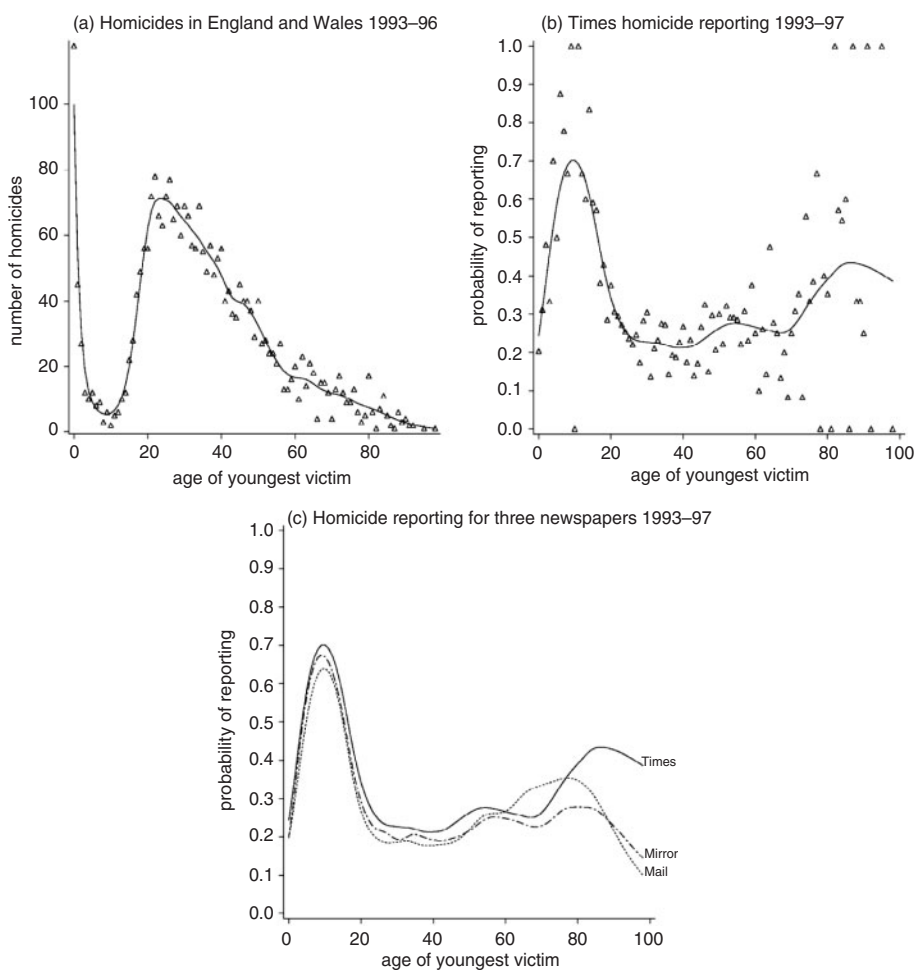 (a) Homicides in England and Wales 1993–96
number of homicides
100
80
60
40
20
0
0 20 40 60 80
age of youngest victim
(b) Times homicide reporting 1993–97
probability of reporting
1.0
0.9
0.8
0.7
0.6
0.5
0.4
0.3
0.2
0.1
0.0
0 20 40 60 80 100
age of youngest victim
(c) Homicide reporting for three newspapers 1993–97
probability of reporting
1.0
0.9
0.8
0.7
0.6
0.5
0.4
0.3
0.2
0.1
0.0
Times
Mirror
Mail
0 20 40 60 80 100
age of youngest victim